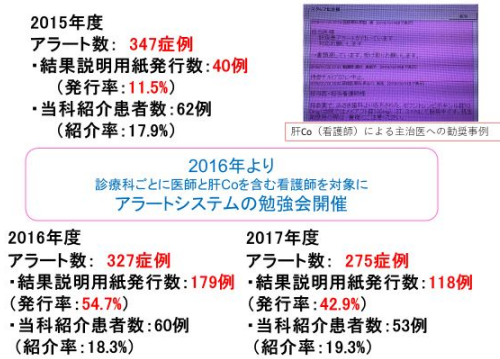 2015年度
アラート数: 347症例
・結果説明用紙発行数:40例
(発行率:11.5%)
・当科紹介患者数:62例
(紹介率:17.9%)
肝Co(看護師)による主治医への勧奨事例
2016年より
診療科ごとに医師と肝Coを含む看護師を対象に
アラートシステムの勉強会開催
2016年度
アラート数: 327症例
・結果説明用紙発行数:179例
(発行率:54.7%)
・当科紹介患者数:60例
(紹介率:18.3%)
2017年度
アラート数: 275症例
・結果説明用紙発行数:118例
(発行率:42.9%)
・当科紹介患者数:53例
(紹介率:19.3%)